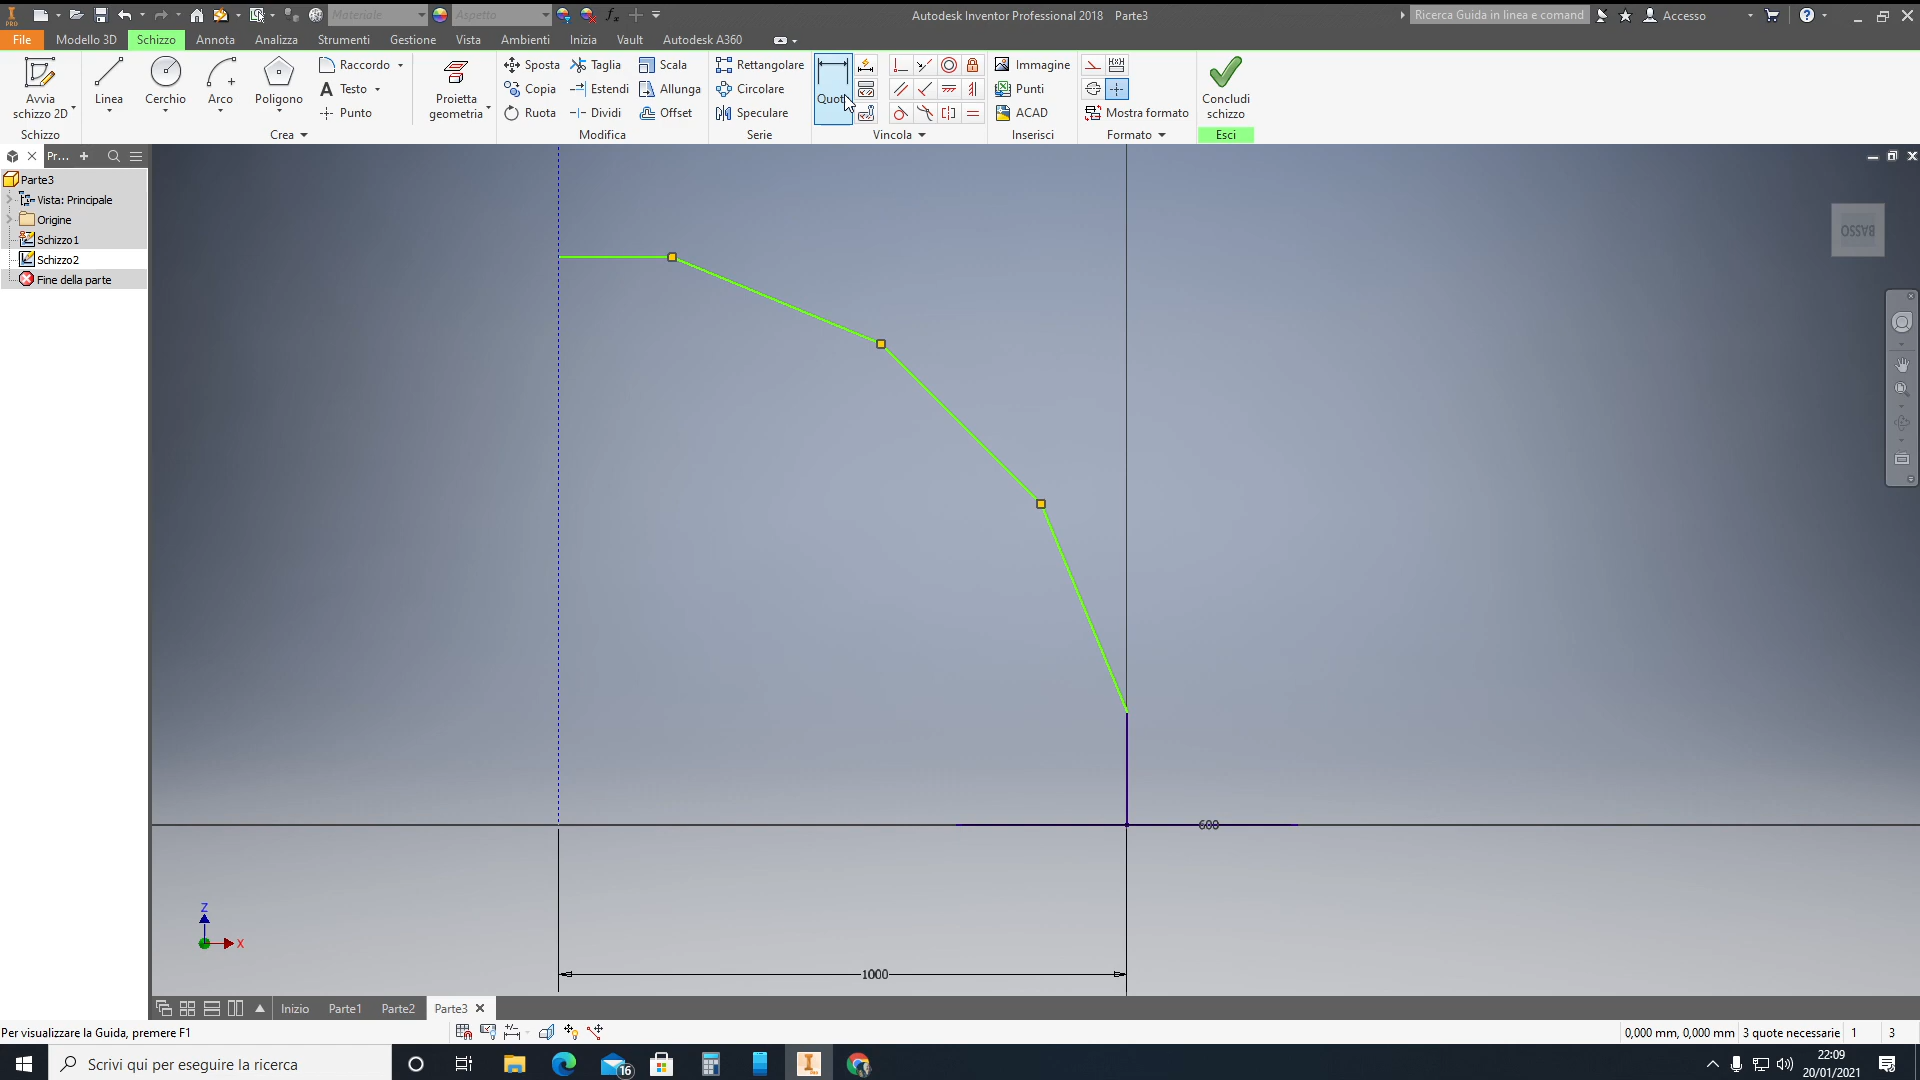 Materiale
Aspetto
Autodesk Inventor Professional 2018 Parte3
Ricerca Guida in linea e comand
Accesso
PRO
File
Modello 3D
Schizzo
Annota
Analizza
Strumenti
Gestione
Vista
Ambienti
Inizia
Vault
Autodesk A360
Avvia
schizzo 2D
Schizzo
Linea
Cerchio
Arco
Poligono
Raccordo
Testo
Punto
Crea
Proietta
geometria
Sposta
Copia
Ruota
Taglia
Estendi
Dividi
Scala
Allunga
Offset
Modifica
Rettangolare
Circolare
Speculare
Serie
Vincola
Immagine
Punti
ACAD
Inserisci
Mostra formato
Formato
Concludi
schizzo
Esci
Pr...
Parte3
Vista: Principale
Origine
Schizzo1
Schizzo2
Fine della parte
BASSO
600
Z
X
1000
Inizio
Parte1
Parte2
Parte3
Per visualizzare la Guida, premere F1
0,000 mm, 0,000 mm 3 quote necessarie 1 3
Scrivi qui per eseguire la ricerca
16
22:09
20/01/2021